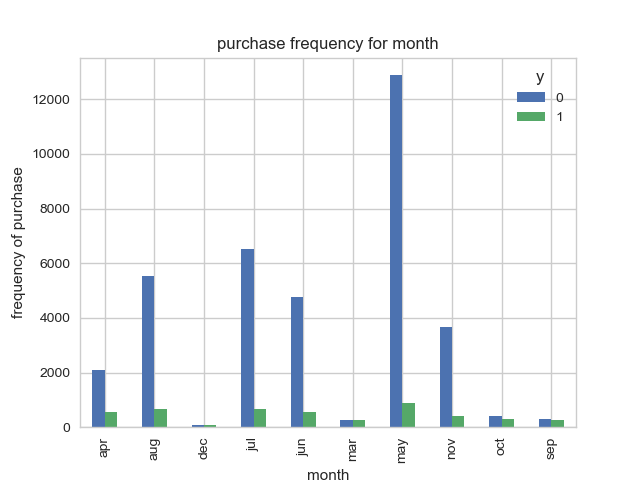 purchase frequency for month
y
0
1
12000
10000
8000
6000
4000
2000
0
frequency of purchase
apr
aug
dec
jul
jun
mar
may
nov
oct
sep
month